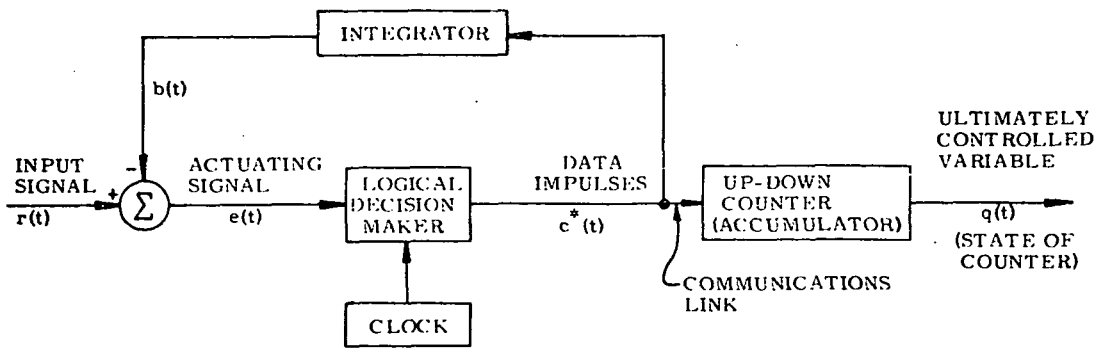 INTEGRATOR
b(t)
INPUT
SIGNAL
r(t)
-
+
Σ
ACTUATING
SIGNAL
e(t)
LOGICAL
DECISION
MAKER
CLOCK
DATA
IMPULSES
c*(t)
COMMUNICATIONS
LINK
UP-DOWN
COUNTER
(ACCUMULATOR)
ULTIMATELY
CONTROLLED
VARIABLE
q(t)
(STATE OF
COUNTER)